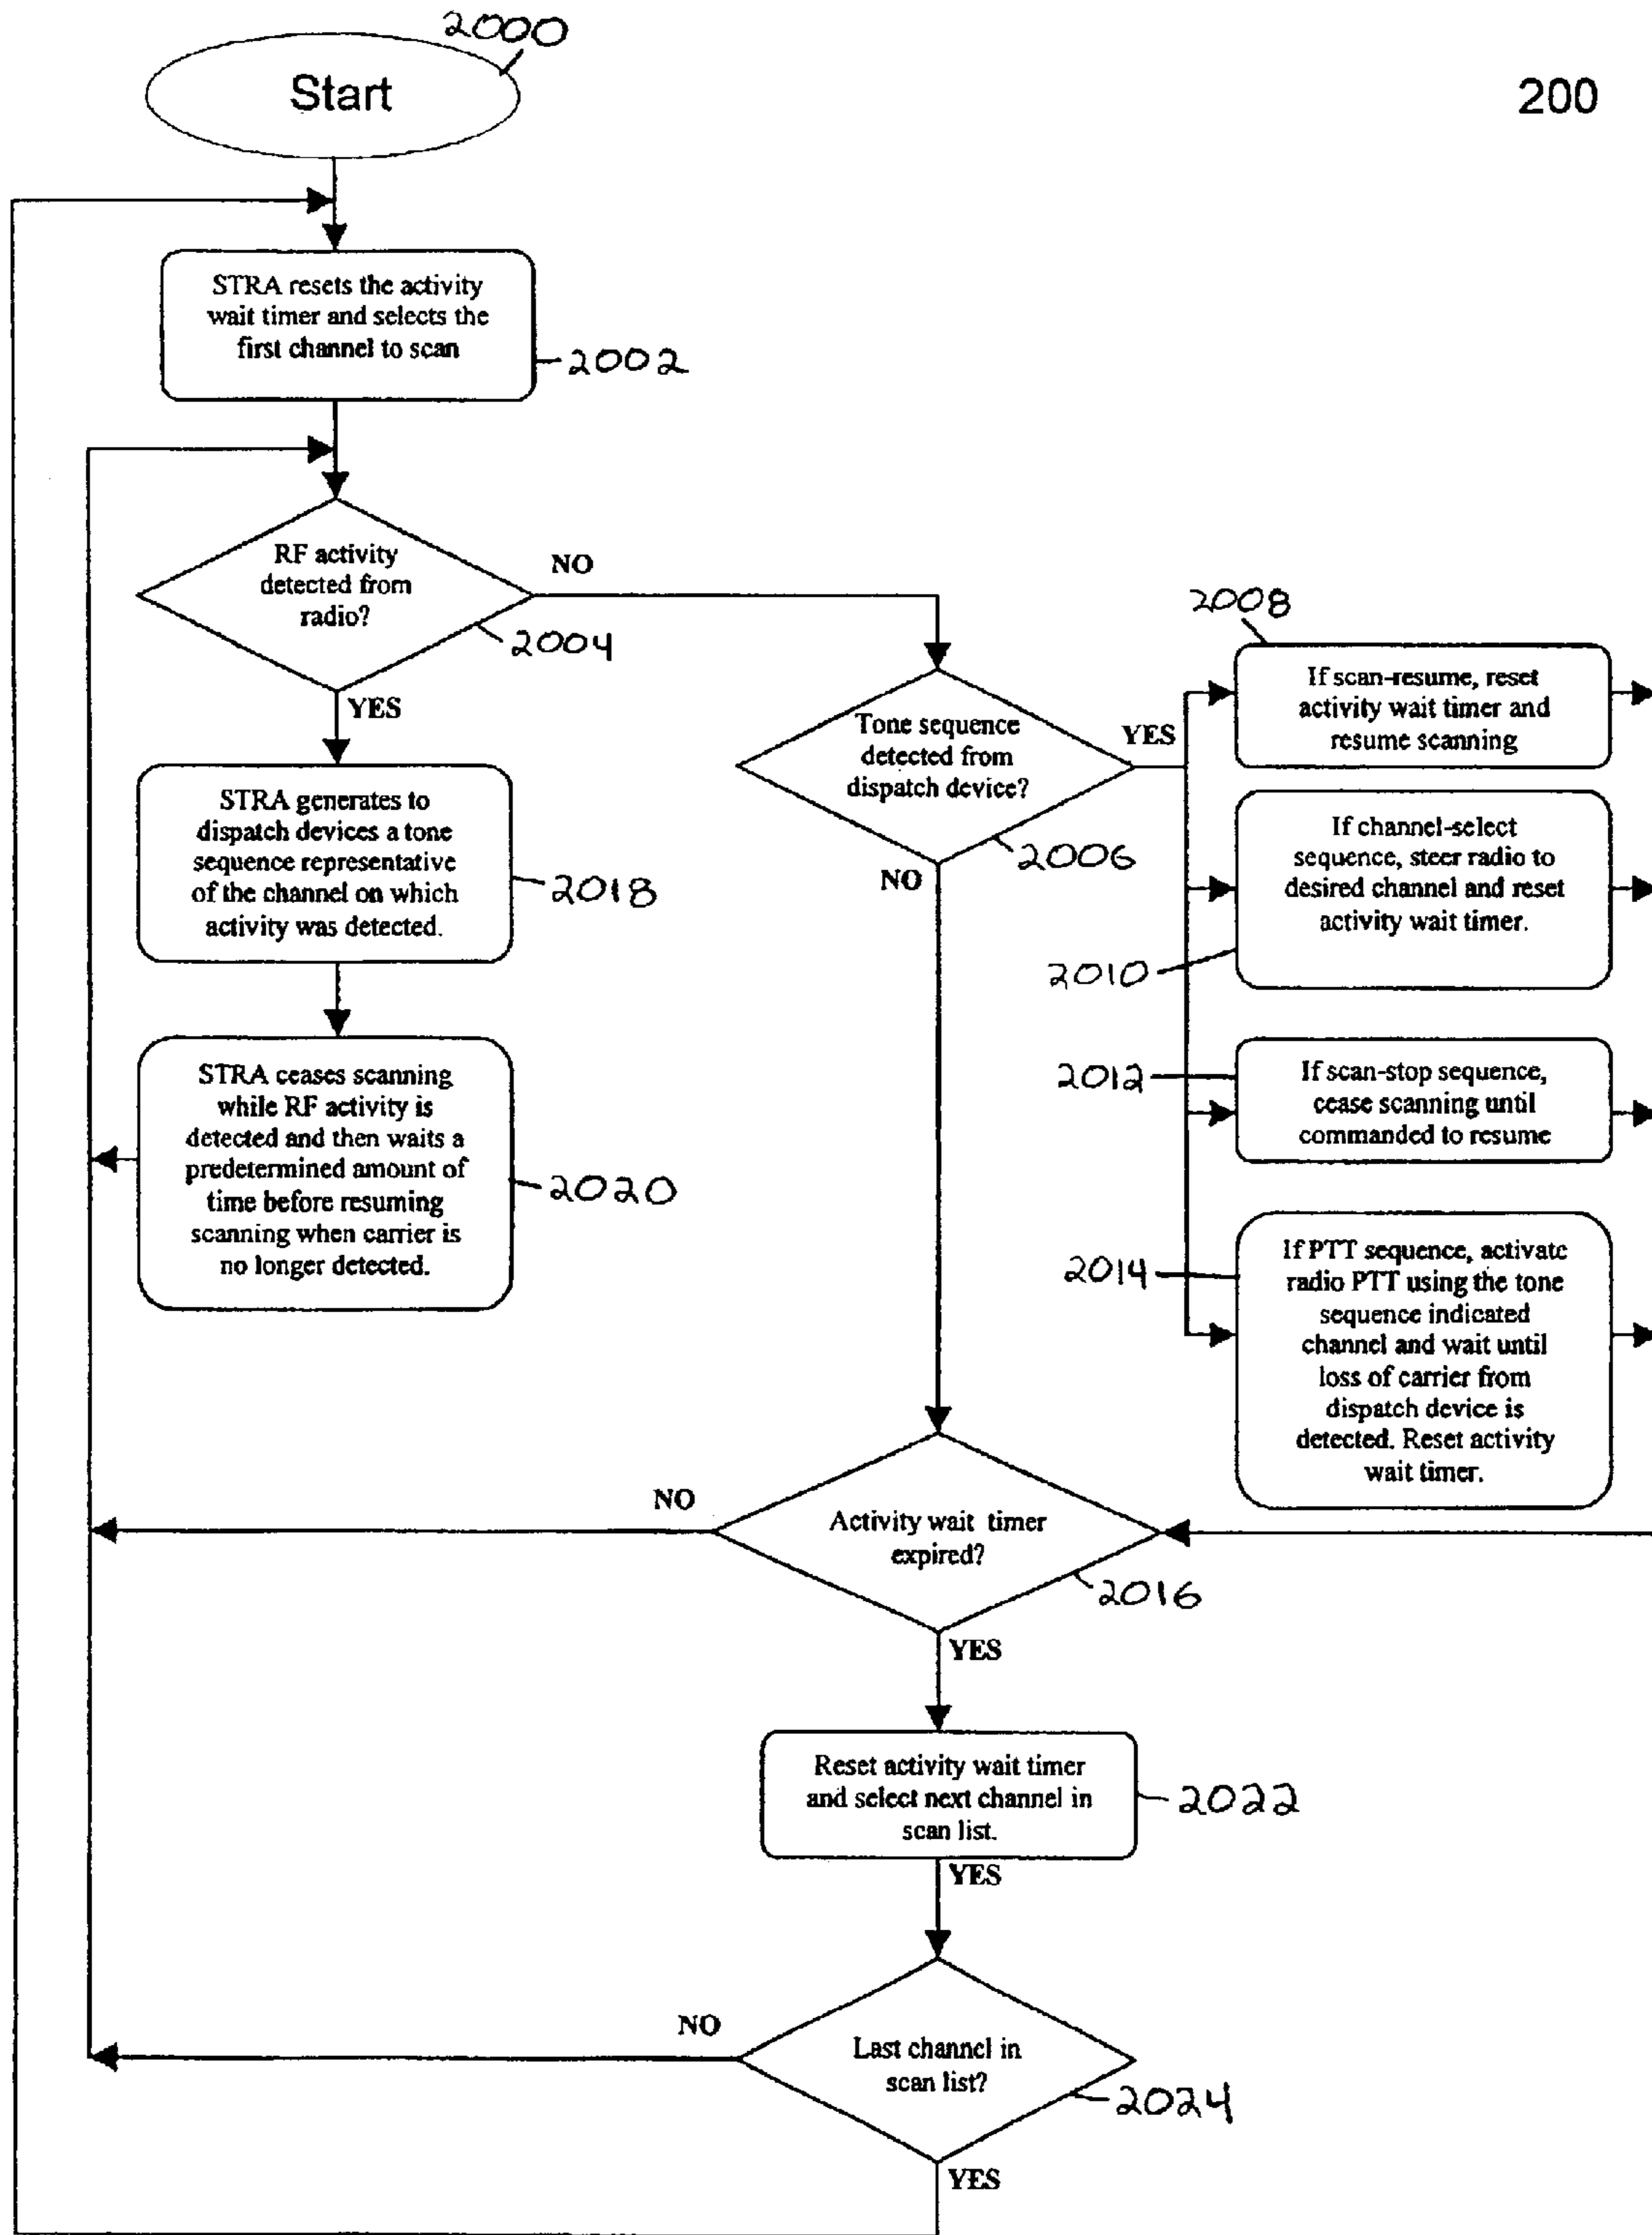 2000
Start
200
STRA resets the activity
wait timer and selects the
first channel to scan
2002
RF activity
detected from
radio?
NO
2004
YES
2008
If scan-resume, reset
activity wait timer and
resume scanning
Tone sequence
detected from
dispatch device?
YES
2006
NO
STRA generates to
dispatch devices a tone
sequence representative
of the channel on which
activity was detected.
2018
If channel-select
sequence, steer radio to
desired channel and reset
activity wait timer.
2010
STRA ceases scanning
while RF activity is
detected and then waits a
predetermined amount of
time before resuming
scanning when carrier is
no longer detected.
2020
2012
If scan-stop sequence,
cease scanning until
commanded to resume
2014
If PTT sequence, activate
radio PTT using the tone
sequence indicated
channel and wait until
loss of carrier from
dispatch device is
detected. Reset activity
wait timer.
NO
Activity wait timer
expired?
2016
YES
Reset activity wait timer
and select next channel in
scan list.
2022
YES
NO
Last channel in
scan list?
2024
YES